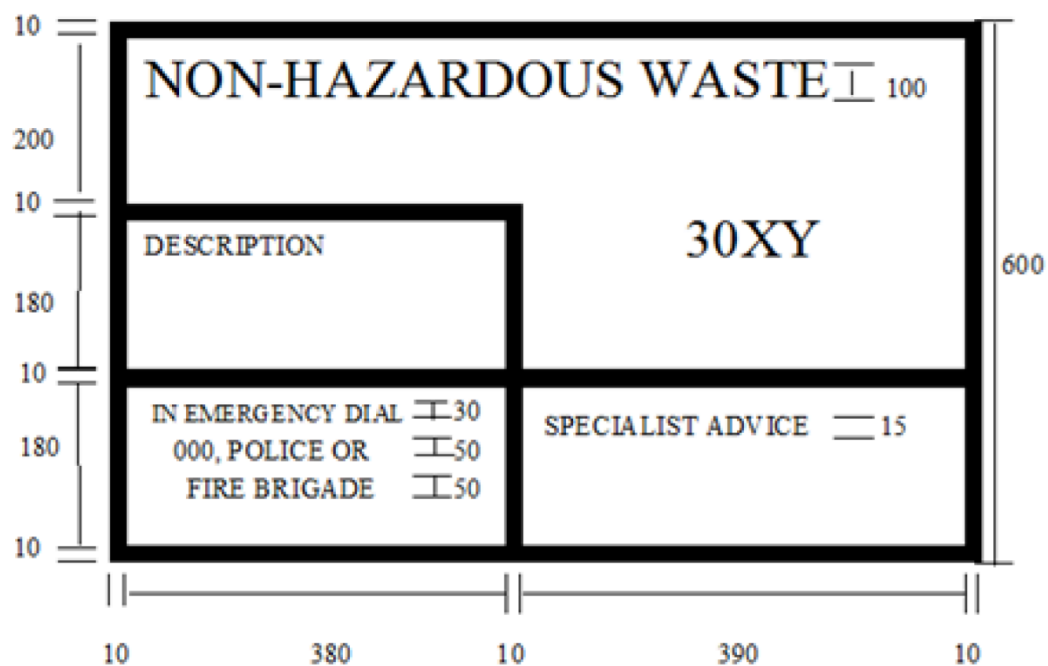 10
NON-HAZARDOUS WASTE 100
200
10
DESCRIPTION
30XY
600
180
10
IN EMERGENCY DIAL 30
000, POLICE OR 50
FIRE BRIGADE 50
SPECIALIST ADVICE 15
180
10
10 380 10 390 10